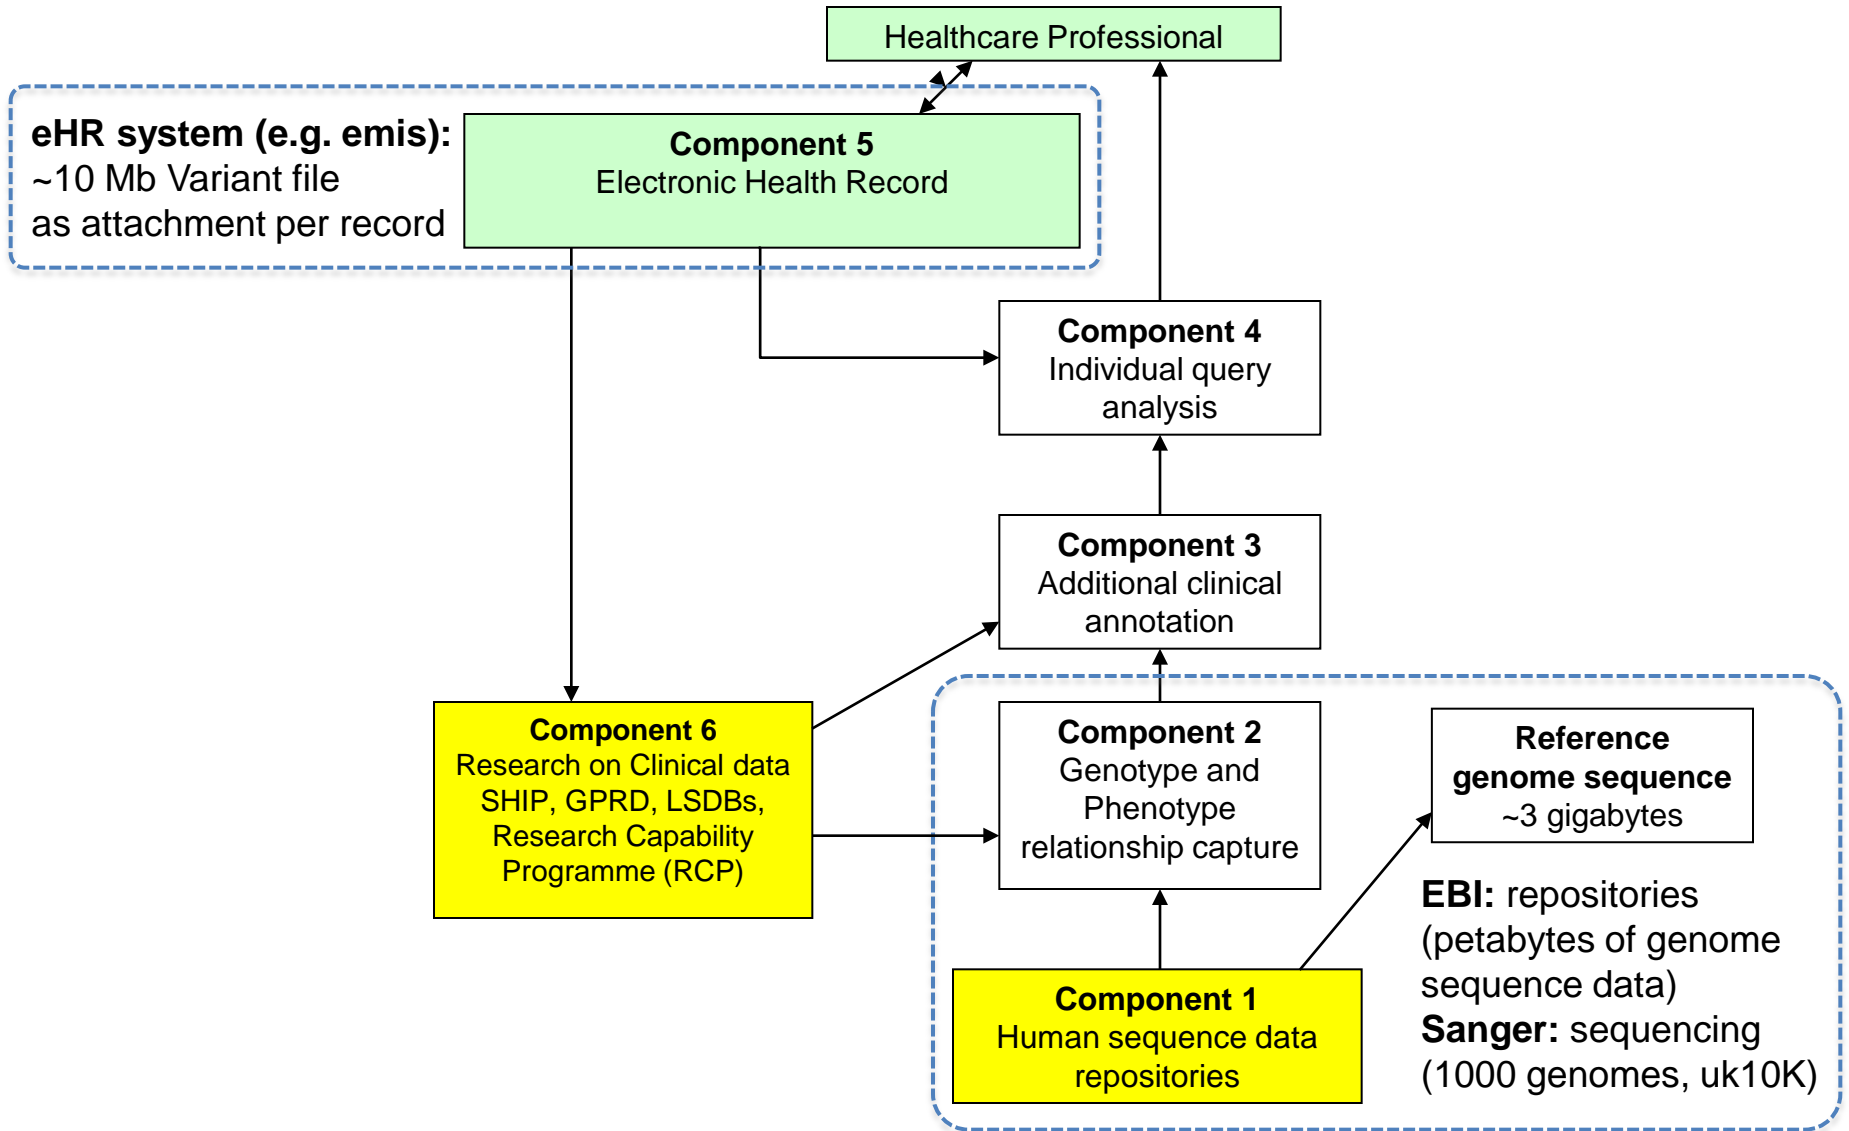 Healthcare Professional
eHR system (e.g. emis):
~10 Mb Variant file
as attachment per record
Component 5
Electronic Health Record
Component 4
Individual query
analysis
Component 3
Additional clinical
annotation
Component 6
Research on Clinical data
SHIP, GPRD, LSDBs,
Research Capability
Programme (RCP)
Component 2
Genotype and
Phenotype
relationship capture
Reference
genome sequence
~3 gigabytes
EBI: repositories
(petabytes of genome
sequence data)
Sanger: sequencing
(1000 genomes, uk10K)
Component 1
Human sequence data
repositories